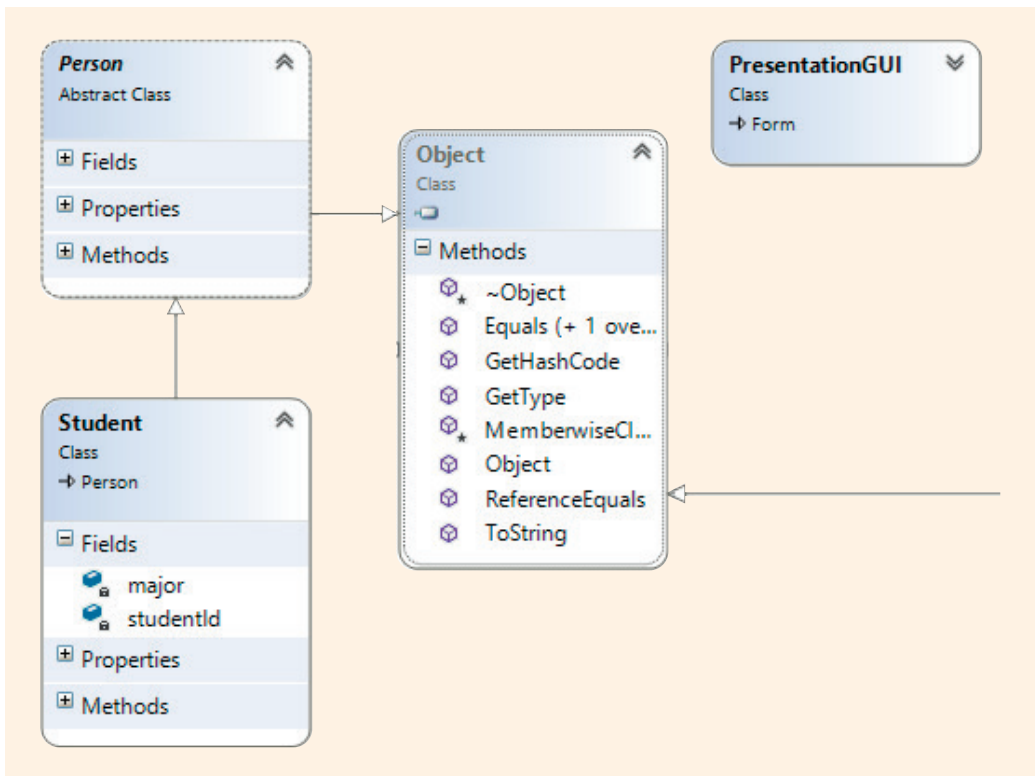 Person
Abstract Class
Fields
Properties
Methods
Object
Class
Methods
~Object
Equals (+ 1 ove...
GetHashCode
GetType
MemberwiseCl...
Object
ReferenceEquals
ToString
PresentationGUI
Class
Form
Student
Class
Person
Fields
major
studentId
Properties
Methods